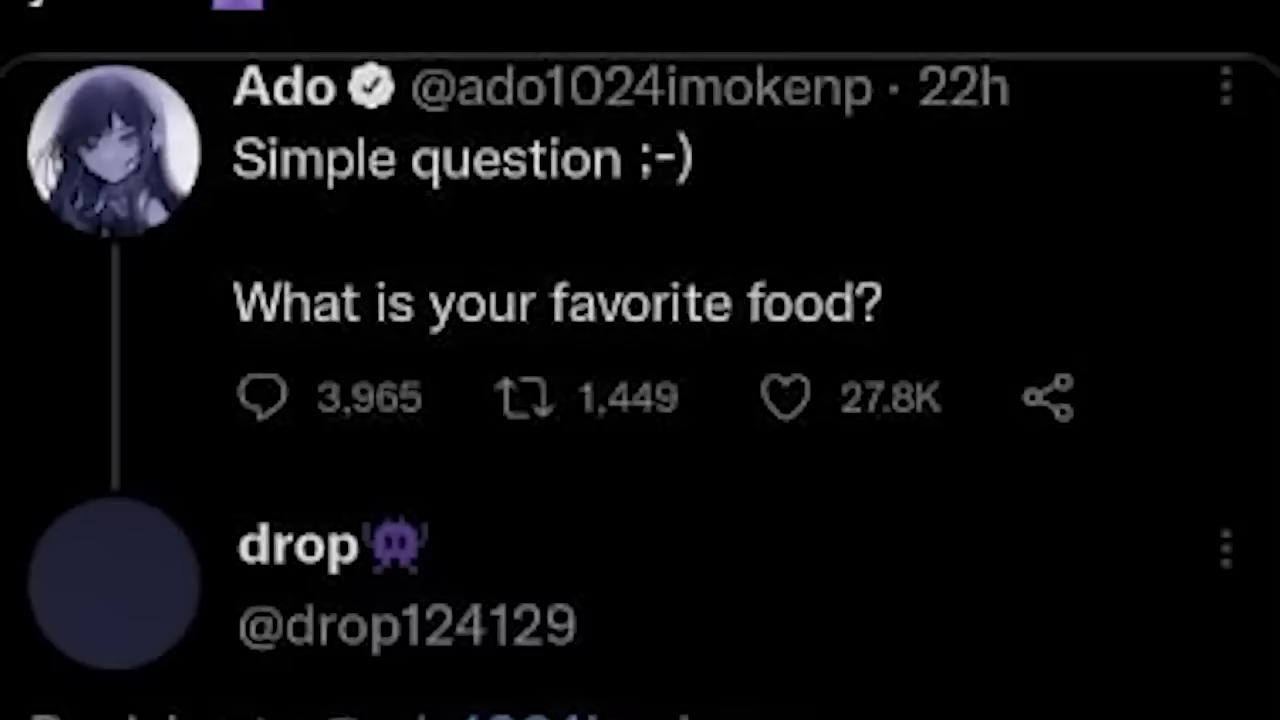 Ado @ado1024imokenp · 22h
Simple question ;-)
What is your favorite food?
3,965 1,449 27.8K
drop👾
@drop124129